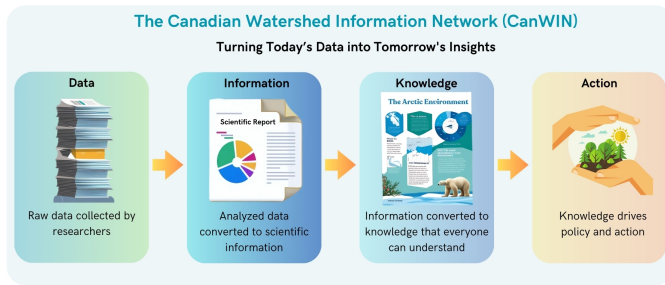 The Canadian Watershed Information Network (CanWIN)
Turning Today's Data into Tomorrow's Insights
Data
Raw data collected by
researchers
Information
Scientific Report
Analyzed data
converted to scientific
information
Knowledge
The Arctic Environment
Information converted to
knowledge that everyone
can understand
Action
Knowledge drives
policy and action